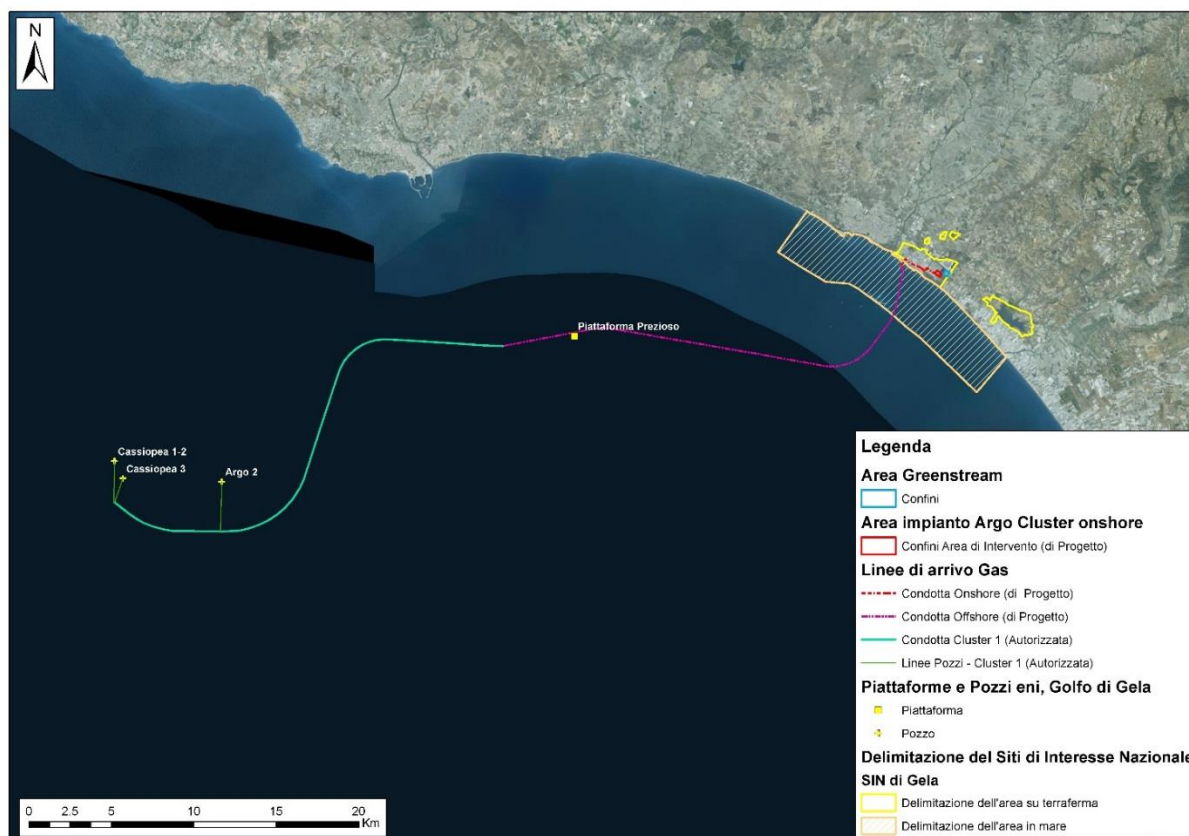 N
Piattaforma Prezioso
Cassiopea 1-2
Cassiopea 3
Argo 2
Legenda
Area Greenstream
Confini
Area impianto Argo Cluster onshore
Confini Area di Intervento (di Progetto)
Linee di arrivo Gas
Condotta Onshore (di Progetto)
Condotta Offshore (di Progetto)
Condotta Cluster 1 (Autorizzata)
Linee Pozzi - Cluster 1 (Autorizzata)
Piattaforme e Pozzi eni, Golfo di Gela
Piattaforma
Pozzo
Delimitazione del Siti di Interesse Nazionale
SIN di Gela
Delimitazione dell'area su terraferma
Delimitazione dell'area in mare
0 2.5 5 10 15 20
Km